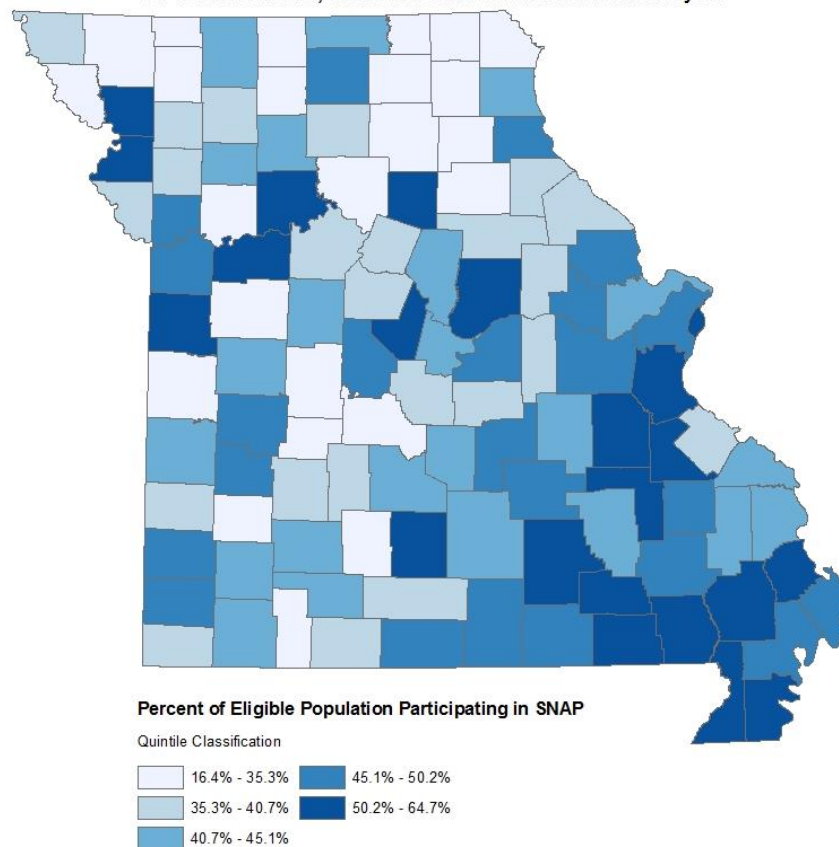 Percent of Eligible Population Participating in SNAP
Quintile Classification
16.4% - 35.3%
35.3% - 40.7%
40.7% - 45.1%
45.1% - 50.2%
50.2% - 64.7%